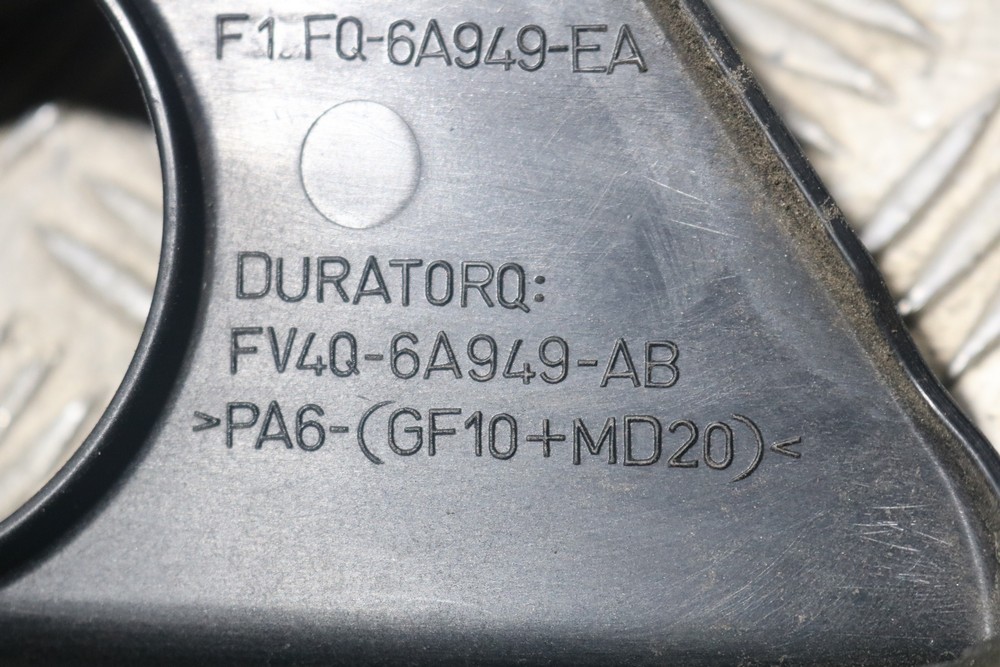 F1FQ-6A949-EA
DURATORQ:
FV4Q-6A949-AB
>PA6-(GF10+MD20)<